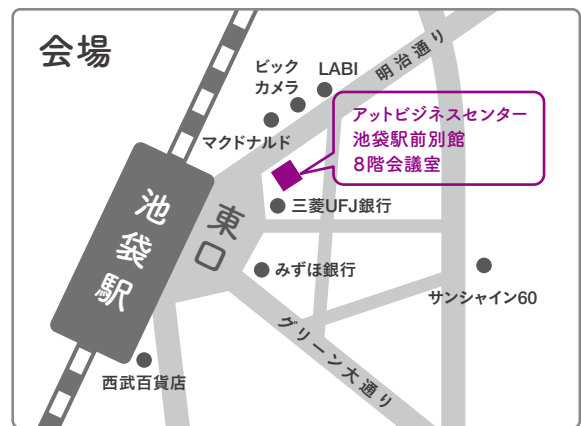 会場
ビック
カメラ
LABI
明治通り
マクドナルド
アットビジネスセンター
池袋駅前別館
8階会議室
三菱UFJ銀行
池袋駅
東口
みずほ銀行
サンシャイン60
グリーン大通り
西武百貨店